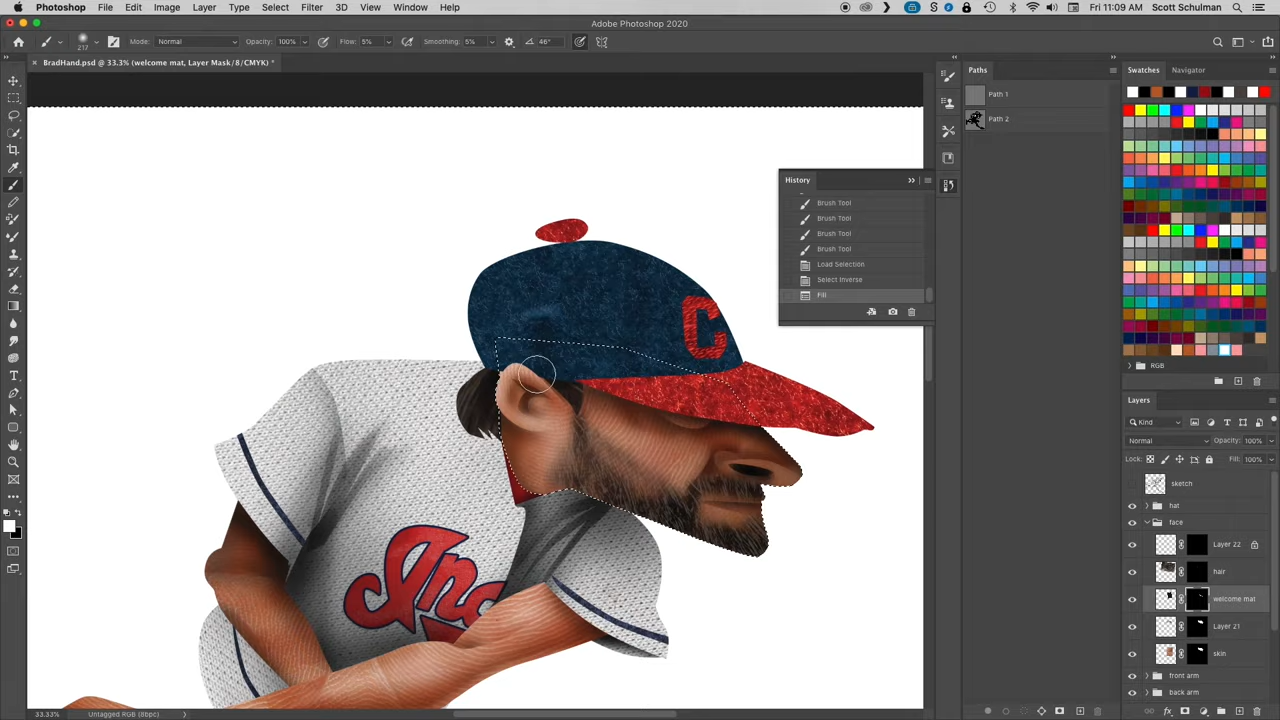 Photoshop File Edit Image Layer Type Select Filter 3D View Window Help Fri 11:09 AM Scott Schulman
Adobe Photoshop 2020
217 Mode: Normal Opacity: 100% Flow: 5% Smoothing: 5% 46°
BradHand.psd @ 33.3% (welcome mat, Layer Mask/8/CMYK) *
Paths
Path 1
Path 2
Swatches Navigator
RGB
History
Brush Tool
Brush Tool
Brush Tool
Brush Tool
Load Selection
Select Inverse
Fill
C
Ind
Layers
Kind
Normal Opacity: 100%
Lock: Fill: 100%
sketch
hat
face
Layer 22
hair
welcome mat
Layer 21
skin
front arm
back arm
33.33% Untagged RGB (8bpc)